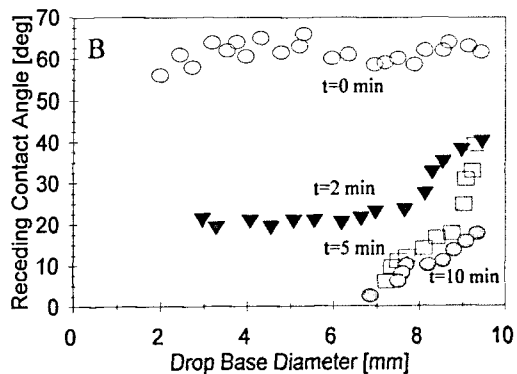 B
Receding Contact Angle [deg]
70
60
50
40
30
20
10
0
t=0 min
t=2 min
t=5 min
t=10 min
0 2 4 6 8 10
Drop Base Diameter [mm]